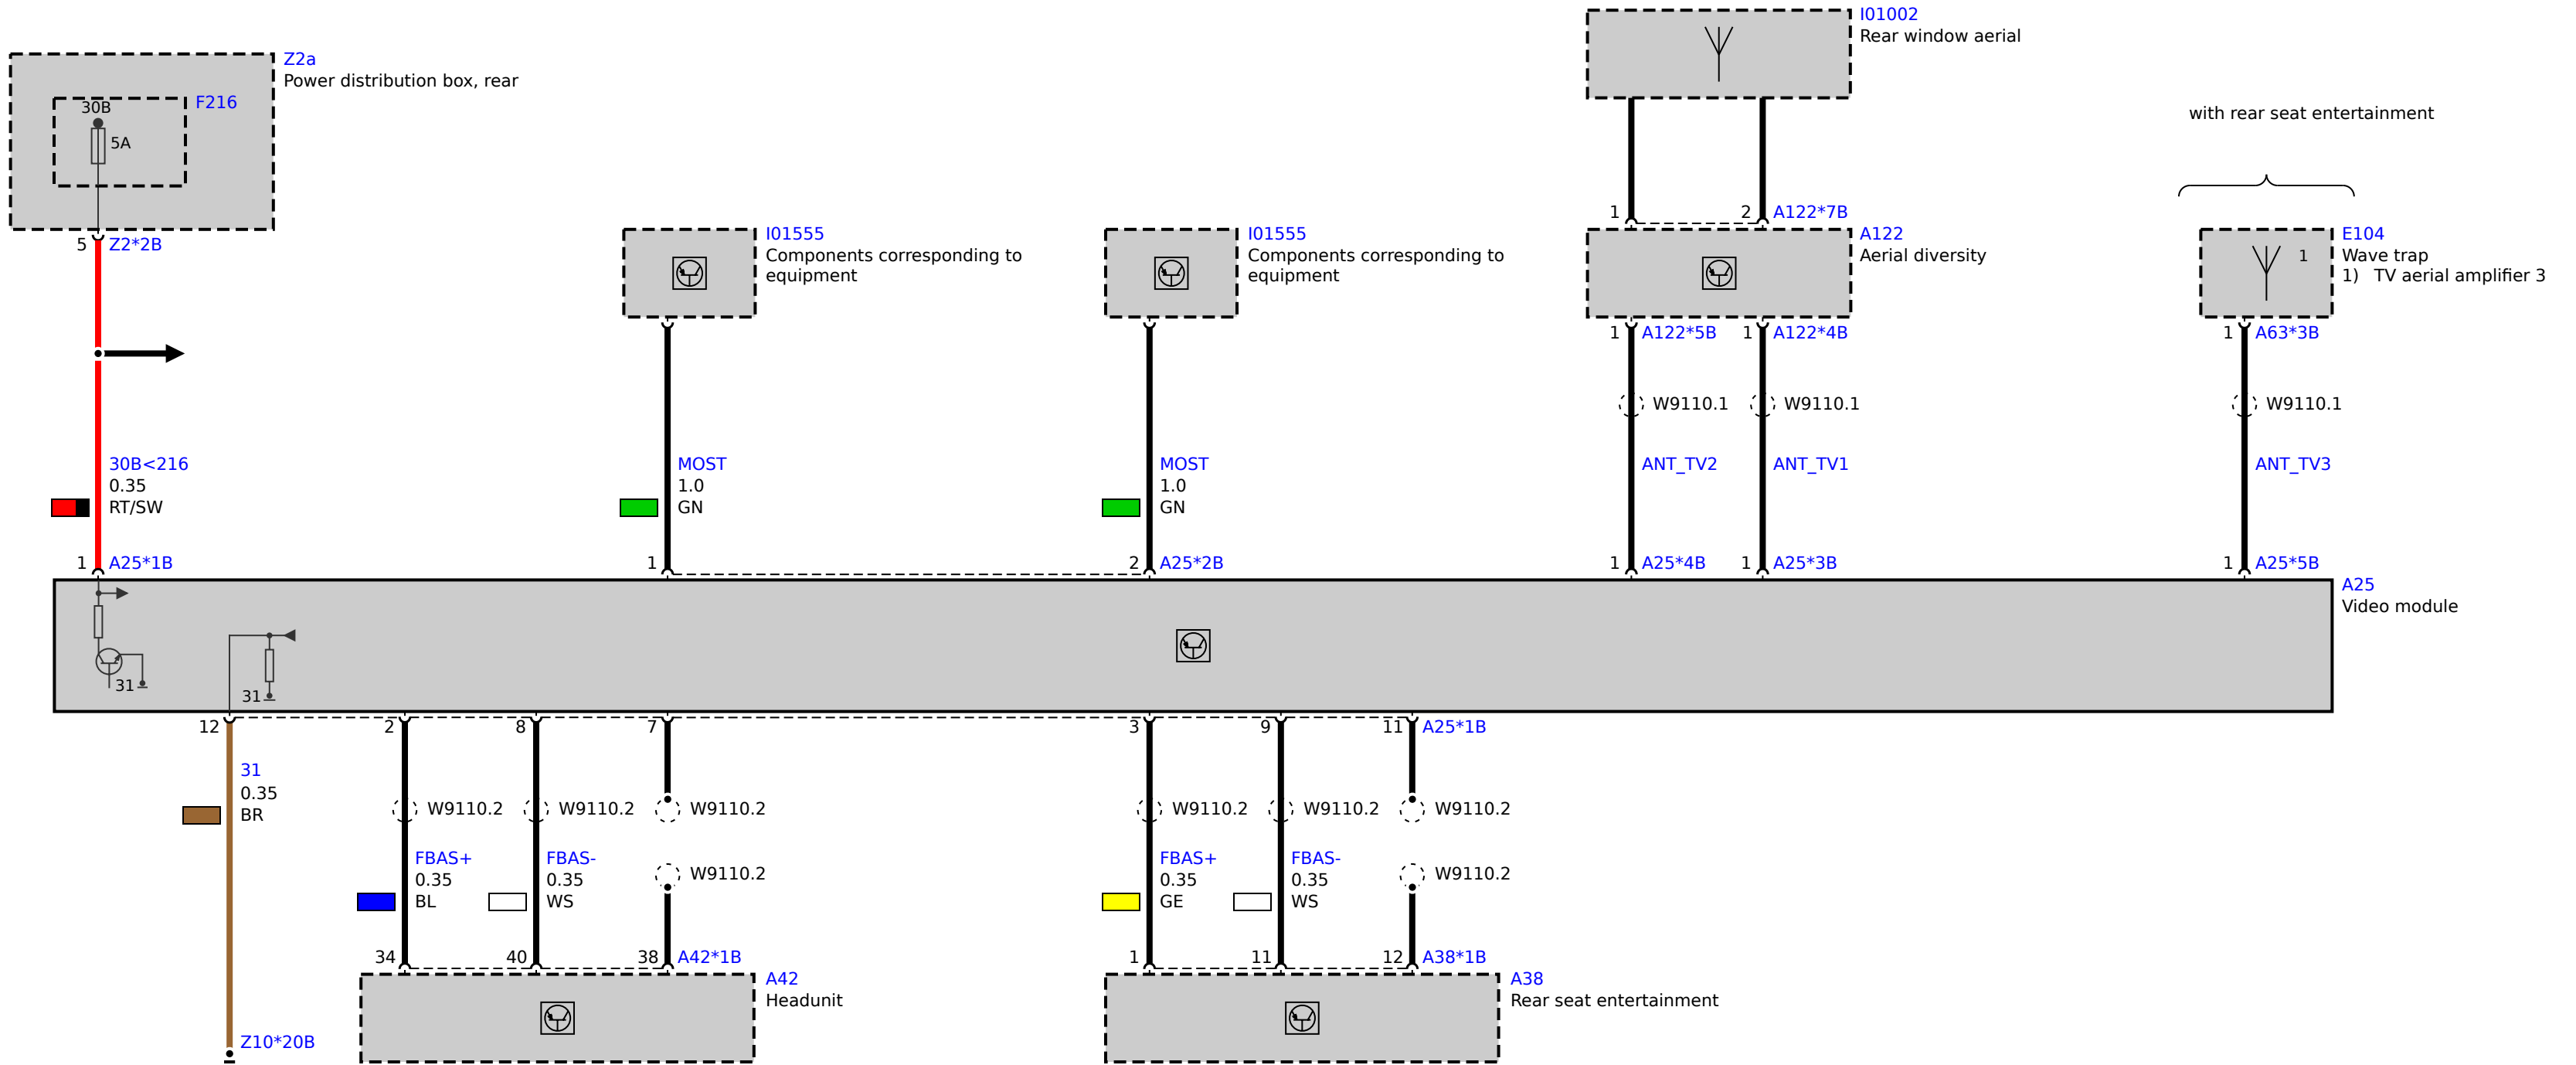 I01002
Rear window aerial
Z2a
Power distribution box, rear
F216
30B
5A
with rear seat entertainment
1
2
A122*7B
5
Z2*2B
I01555
Components corresponding to
equipment
I01555
Components corresponding to
equipment
A122
Aerial diversity
1
E104
Wave trap
1) TV aerial amplifier 3
1
A122*5B
1
A122*4B
1
A63*3B
W9110.1
W9110.1
W9110.1
30B<216
0.35
RT/SW
MOST
1.0
GN
MOST
1.0
GN
ANT_TV2
ANT_TV1
ANT_TV3
1
A25*1B
1
2
A25*2B
1
A25*4B
1
A25*3B
1
A25*5B
A25
Video module
31
31
12
2
8
7
3
9
11
A25*1B
31
0.35
BR
W9110.2
W9110.2
W9110.2
W9110.2
W9110.2
W9110.2
FBAS+
0.35
BL
FBAS-
0.35
WS
W9110.2
FBAS+
0.35
GE
FBAS-
0.35
WS
W9110.2
34
40
38
A42*1B
1
11
12
A38*1B
A42
Headunit
A38
Rear seat entertainment
Z10*20B